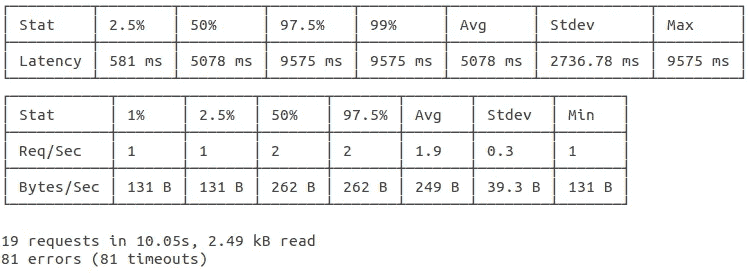 Stat 2.5% 50% 97.5% 99% Avg Stdev Max
Latency 581 ms 5078 ms 9575 ms 9575 ms 5078 ms 2736.78 ms 9575 ms
Stat 1% 2.5% 50% 97.5% Avg Stdev Min
Req/Sec 1 1 2 2 1.9 0.3 1
Bytes/Sec 131 B 131 B 262 B 262 B 249 B 39.3 B 131 B
19 requests in 10.05s, 2.49 kB read
81 errors (81 timeouts)